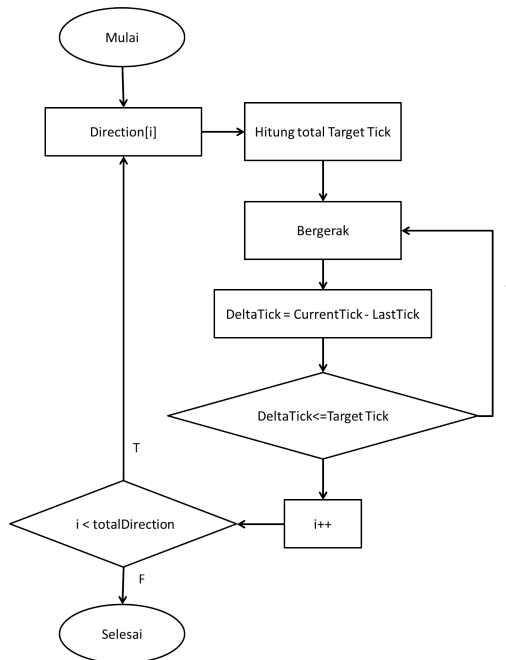 Mulai
Direction[i]
Hitung total Target Tick
Bergerak
DeltaTick = CurrentTick - LastTick
DeltaTick<=Target Tick
T
i < totalDirection
i++
F
Selesai